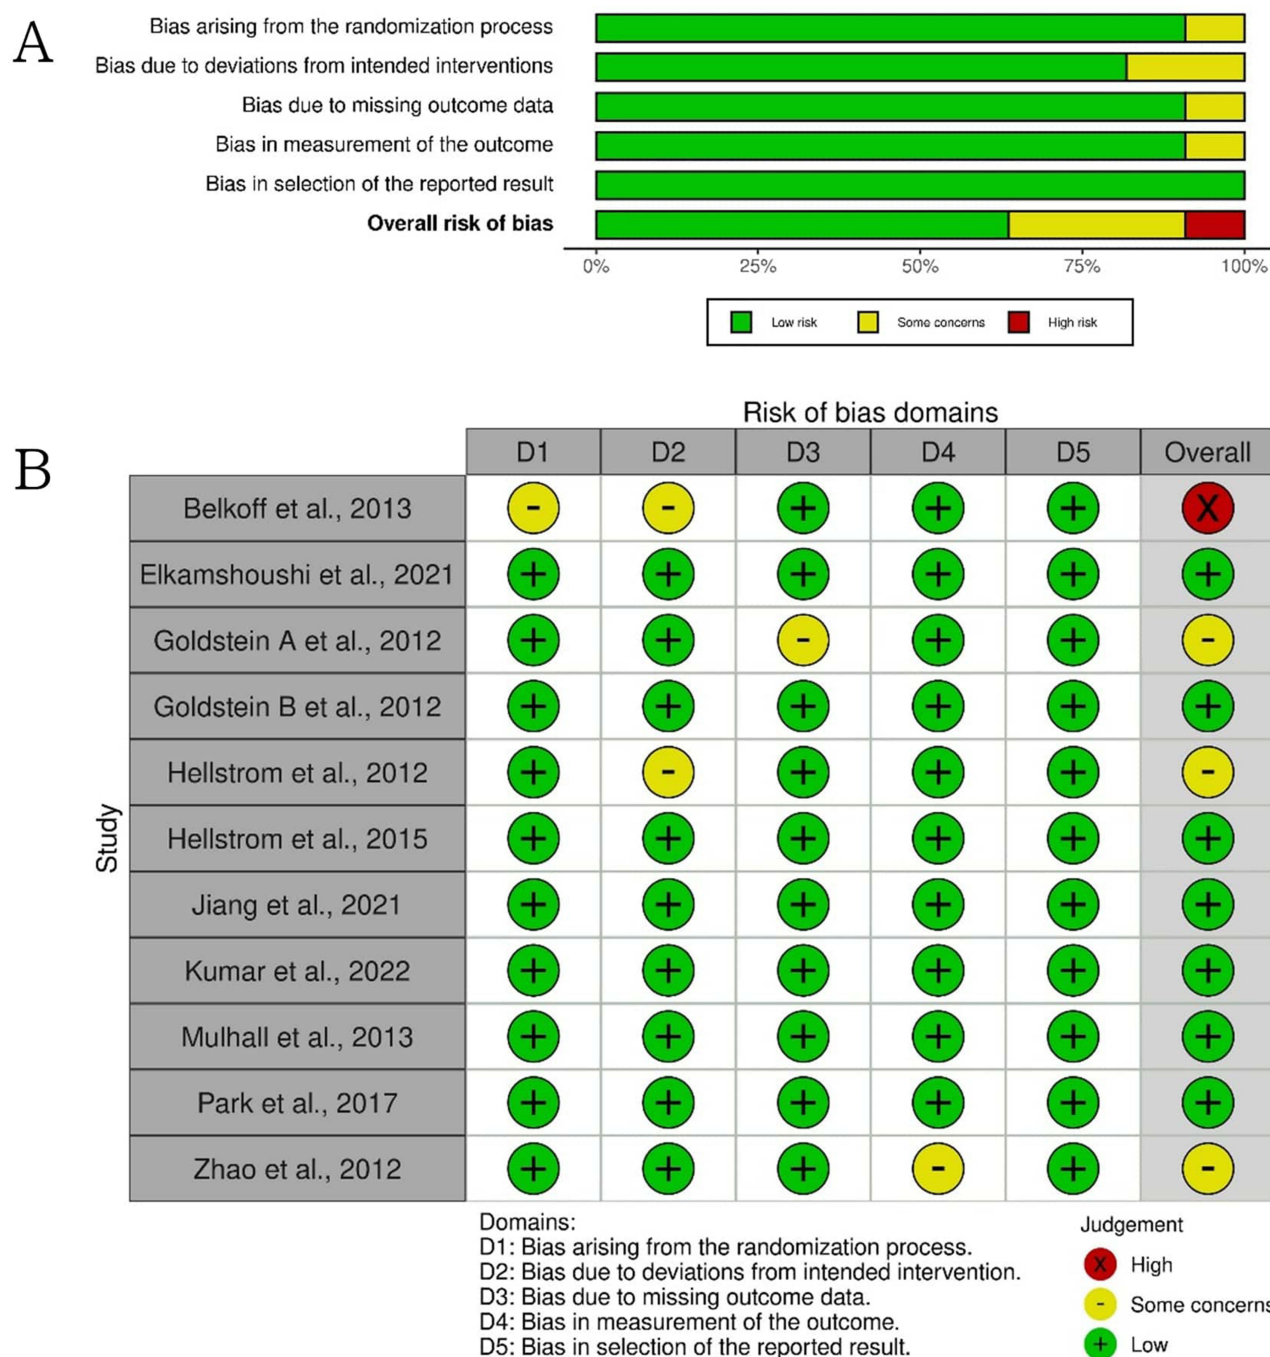 A
Bias arising from the randomization process
Bias due to deviations from intended interventions
Bias due to missing outcome data
Bias in measurement of the outcome
Bias in selection of the reported result
Overall risk of bias
0% 25% 50% 75% 100%
Low risk Some concerns High risk
B
Risk of bias domains
D1 D2 D3 D4 D5 Overall
Study
Belkoff et al., 2013 - - + + + X
Elkamshoushi et al., 2021 + + + + + +
Goldstein A et al., 2012 + + - + + -
Goldstein B et al., 2012 + + + + + +
Hellstrom et al., 2012 + - + + + -
Hellstrom et al., 2015 + + + + + +
Jiang et al., 2021 + + + + + +
Kumar et al., 2022 + + + + + +
Mulhall et al., 2013 + + + + + +
Park et al., 2017 + + + + + +
Zhao et al., 2012 + + + - + -
Domains:
D1: Bias arising from the randomization process.
D2: Bias due to deviations from intended intervention.
D3: Bias due to missing outcome data.
D4: Bias in measurement of the outcome.
D5: Bias in selection of the reported result.
Judgement
X High
- Some concerns
+ Low